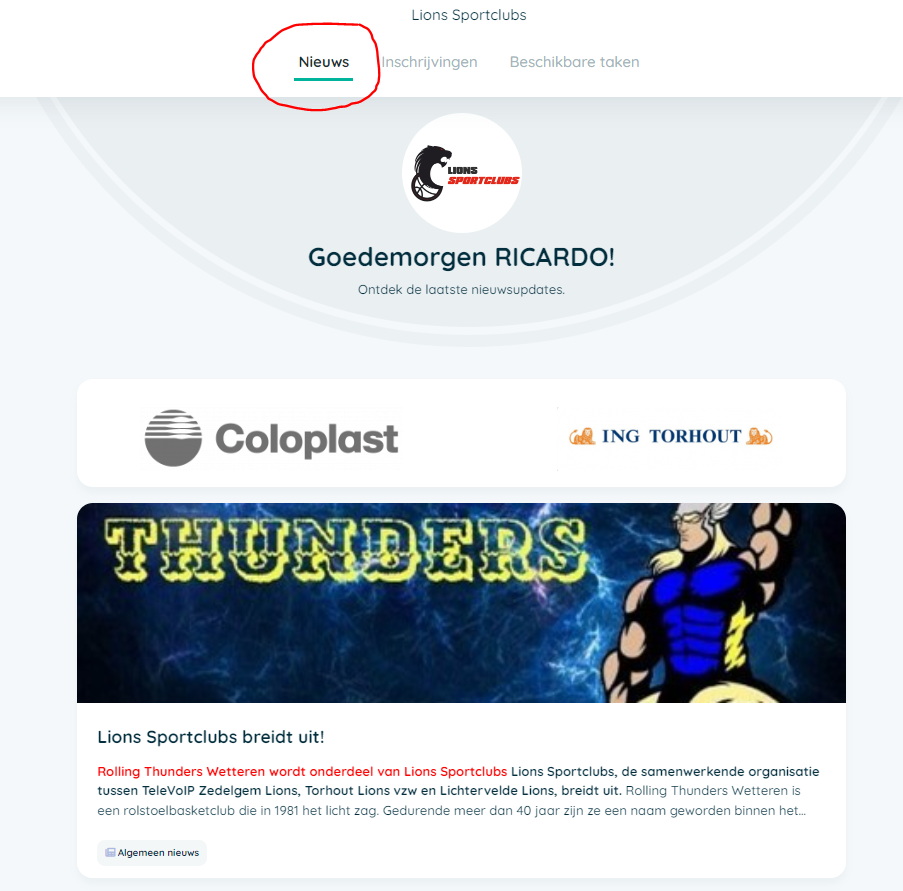 Lions Sportclubs
Nieuws Inschrijvingen Beschikbare taken
LIONS
SPORTCLUBS
Goedemorgen RICARDO!
Ontdek de laatste nieuwsupdates.
Coloplast
ING TORHOUT
THUNDERS
Lions Sportclubs breidt uit!
Rolling Thunders Wetteren wordt onderdeel van Lions Sportclubs Lions Sportclubs, de samenwerkende organisatie
tussen TeleVoIP Zedelgem Lions, Torhout Lions vzw en Lichtervelde Lions, breidt uit. Rolling Thunders Wetteren is
een rolstoelbasketclub die in 1981 het licht zag. Gedurende meer dan 40 jaar zijn ze een naam geworden binnen het...
Algemeen nieuws